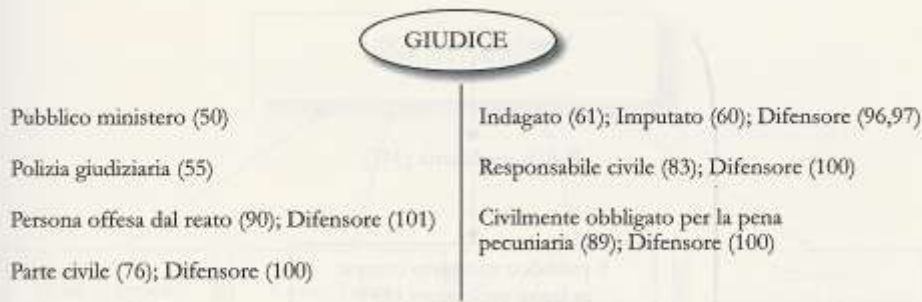 GIUDICE
Pubblico ministero (50)
Polizia giudiziaria (55)
Persona offesa dal reato (90); Difensore (101)
Parte civile (76); Difensore (100)
Indagato (61); Imputato (60); Difensore (96,97)
Responsabile civile (83); Difensore (100)
Civilmente obbligato per la pena
pecuniaria (89); Difensore (100)